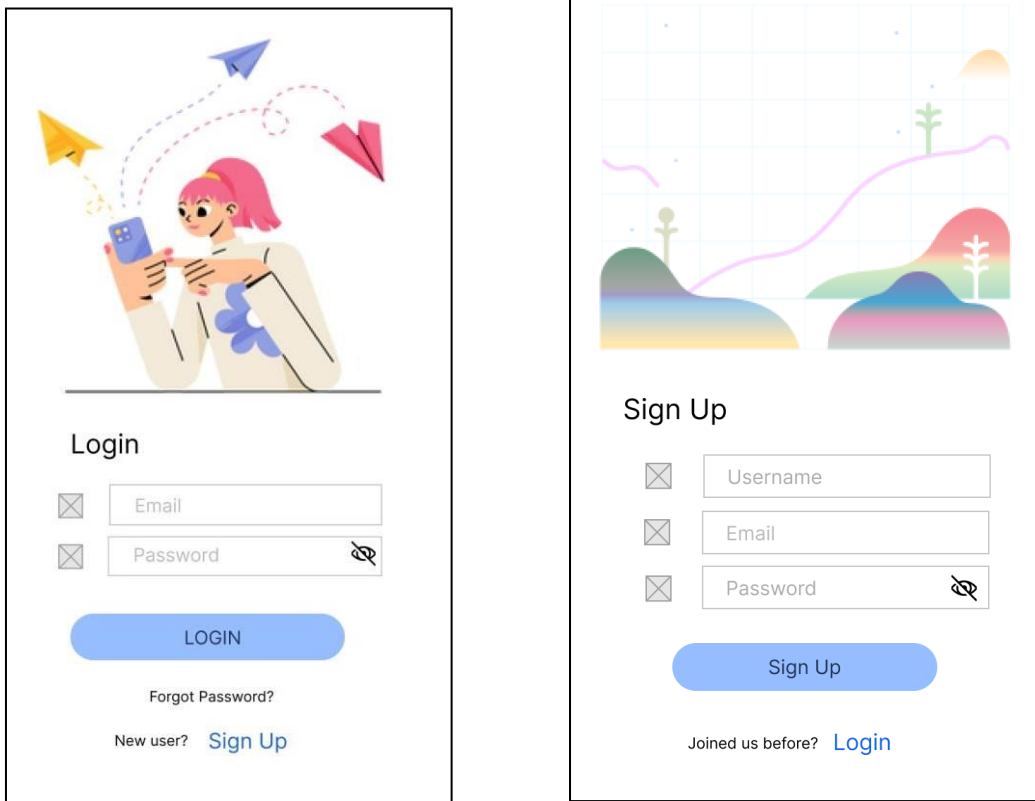 Login
Email
Password
LOGIN
Forgot Password?
New user? Sign Up
Sign Up
Username
Email
Password
Sign Up
Joined us before? Login